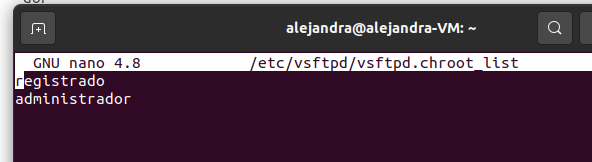 alejandra@alejandra-VM: ~
GNU nano 4.8 /etc/vsftpd/vsftpd.chroot_list
registrado
administrador